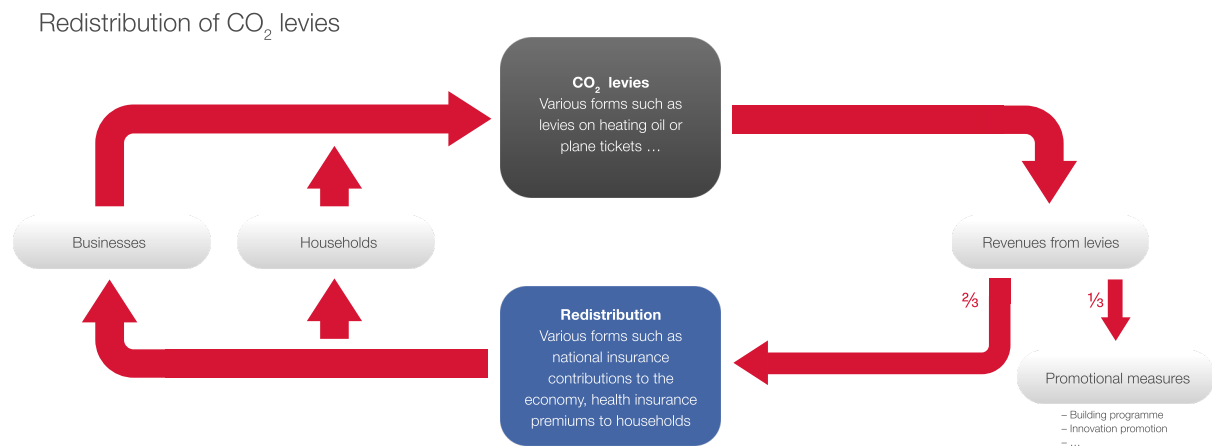 Redistribution of CO₂ levies
CO₂ levies
Various forms such as
levies on heating oil or
plane tickets …
Businesses
Households
Revenues from levies
⅔
⅓
Redistribution
Various forms such as
national insurance
contributions to the
economy, health insurance
premiums to households
Promotional measures
– Building programme
– Innovation promotion
– …